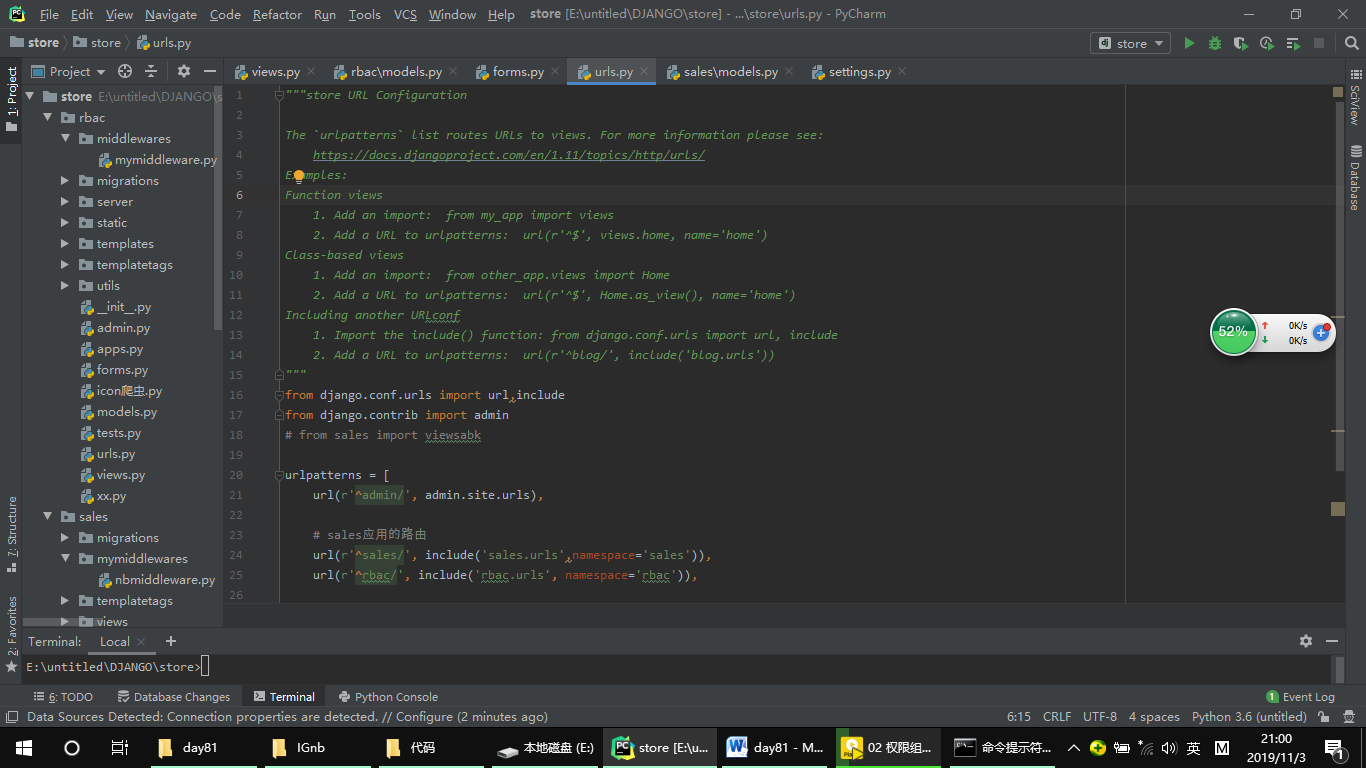 File Edit View Navigate Code Refactor Run Tools VCS Window Help store [E:\untitled\DJANGO\store] - ...\store\urls.py - PyCharm
store store urls.py
store
1: Project
Project
views.py rbac\models.py forms.py urls.py sales\models.py settings.py
SciView
Database
store E:\untitled\DJANGO\s
rbac
middlewares
mymiddleware.py
migrations
server
static
templates
templatetags
utils
__init__.py
admin.py
apps.py
forms.py
icon爬虫.py
models.py
tests.py
urls.py
views.py
xx.py
sales
migrations
mymiddlewares
nbmiddleware.py
templatetags
views
7: Structure
2: Favorites
1 """store URL Configuration
2
3 The `urlpatterns` list routes URLs to views. For more information please see:
4 https://docs.djangoproject.com/en/1.11/topics/http/urls/
5 Examples:
6 Function views
7 1. Add an import:  from my_app import views
8 2. Add a URL to urlpatterns:  url(r'^$', views.home, name='home')
9 Class-based views
10 1. Add an import:  from other_app.views import Home
11 2. Add a URL to urlpatterns:  url(r'^$', Home.as_view(), name='home')
12 Including another URLconf
13 1. Import the include() function: from django.conf.urls import url, include
14 2. Add a URL to urlpatterns:  url(r'^blog/', include('blog.urls'))
15 """
16 from django.conf.urls import url,include
17 from django.contrib import admin
18 # from sales import viewsabk
19
20 urlpatterns = [
21 url(r'^admin/', admin.site.urls),
22
23 # sales应用的路由
24 url(r'^sales/', include('sales.urls',namespace='sales')),
25 url(r'^rbac/', include('rbac.urls', namespace='rbac')),
26
52%
↑ 0K/s
↓ 0K/s
Terminal: Local
E:\untitled\DJANGO\store>
6: TODO Database Changes Terminal Python Console
1 Event Log
Data Sources Detected: Connection properties are detected. // Configure (2 minutes ago)
6:15 CRLF UTF-8 4 spaces Python 3.6 (untitled)
day81 IGnb 代码 本地磁盘 (E:) store [E:\u... day81 - M... 02 权限组... 命令提示符...
英 M
21:00
2019/11/3
1